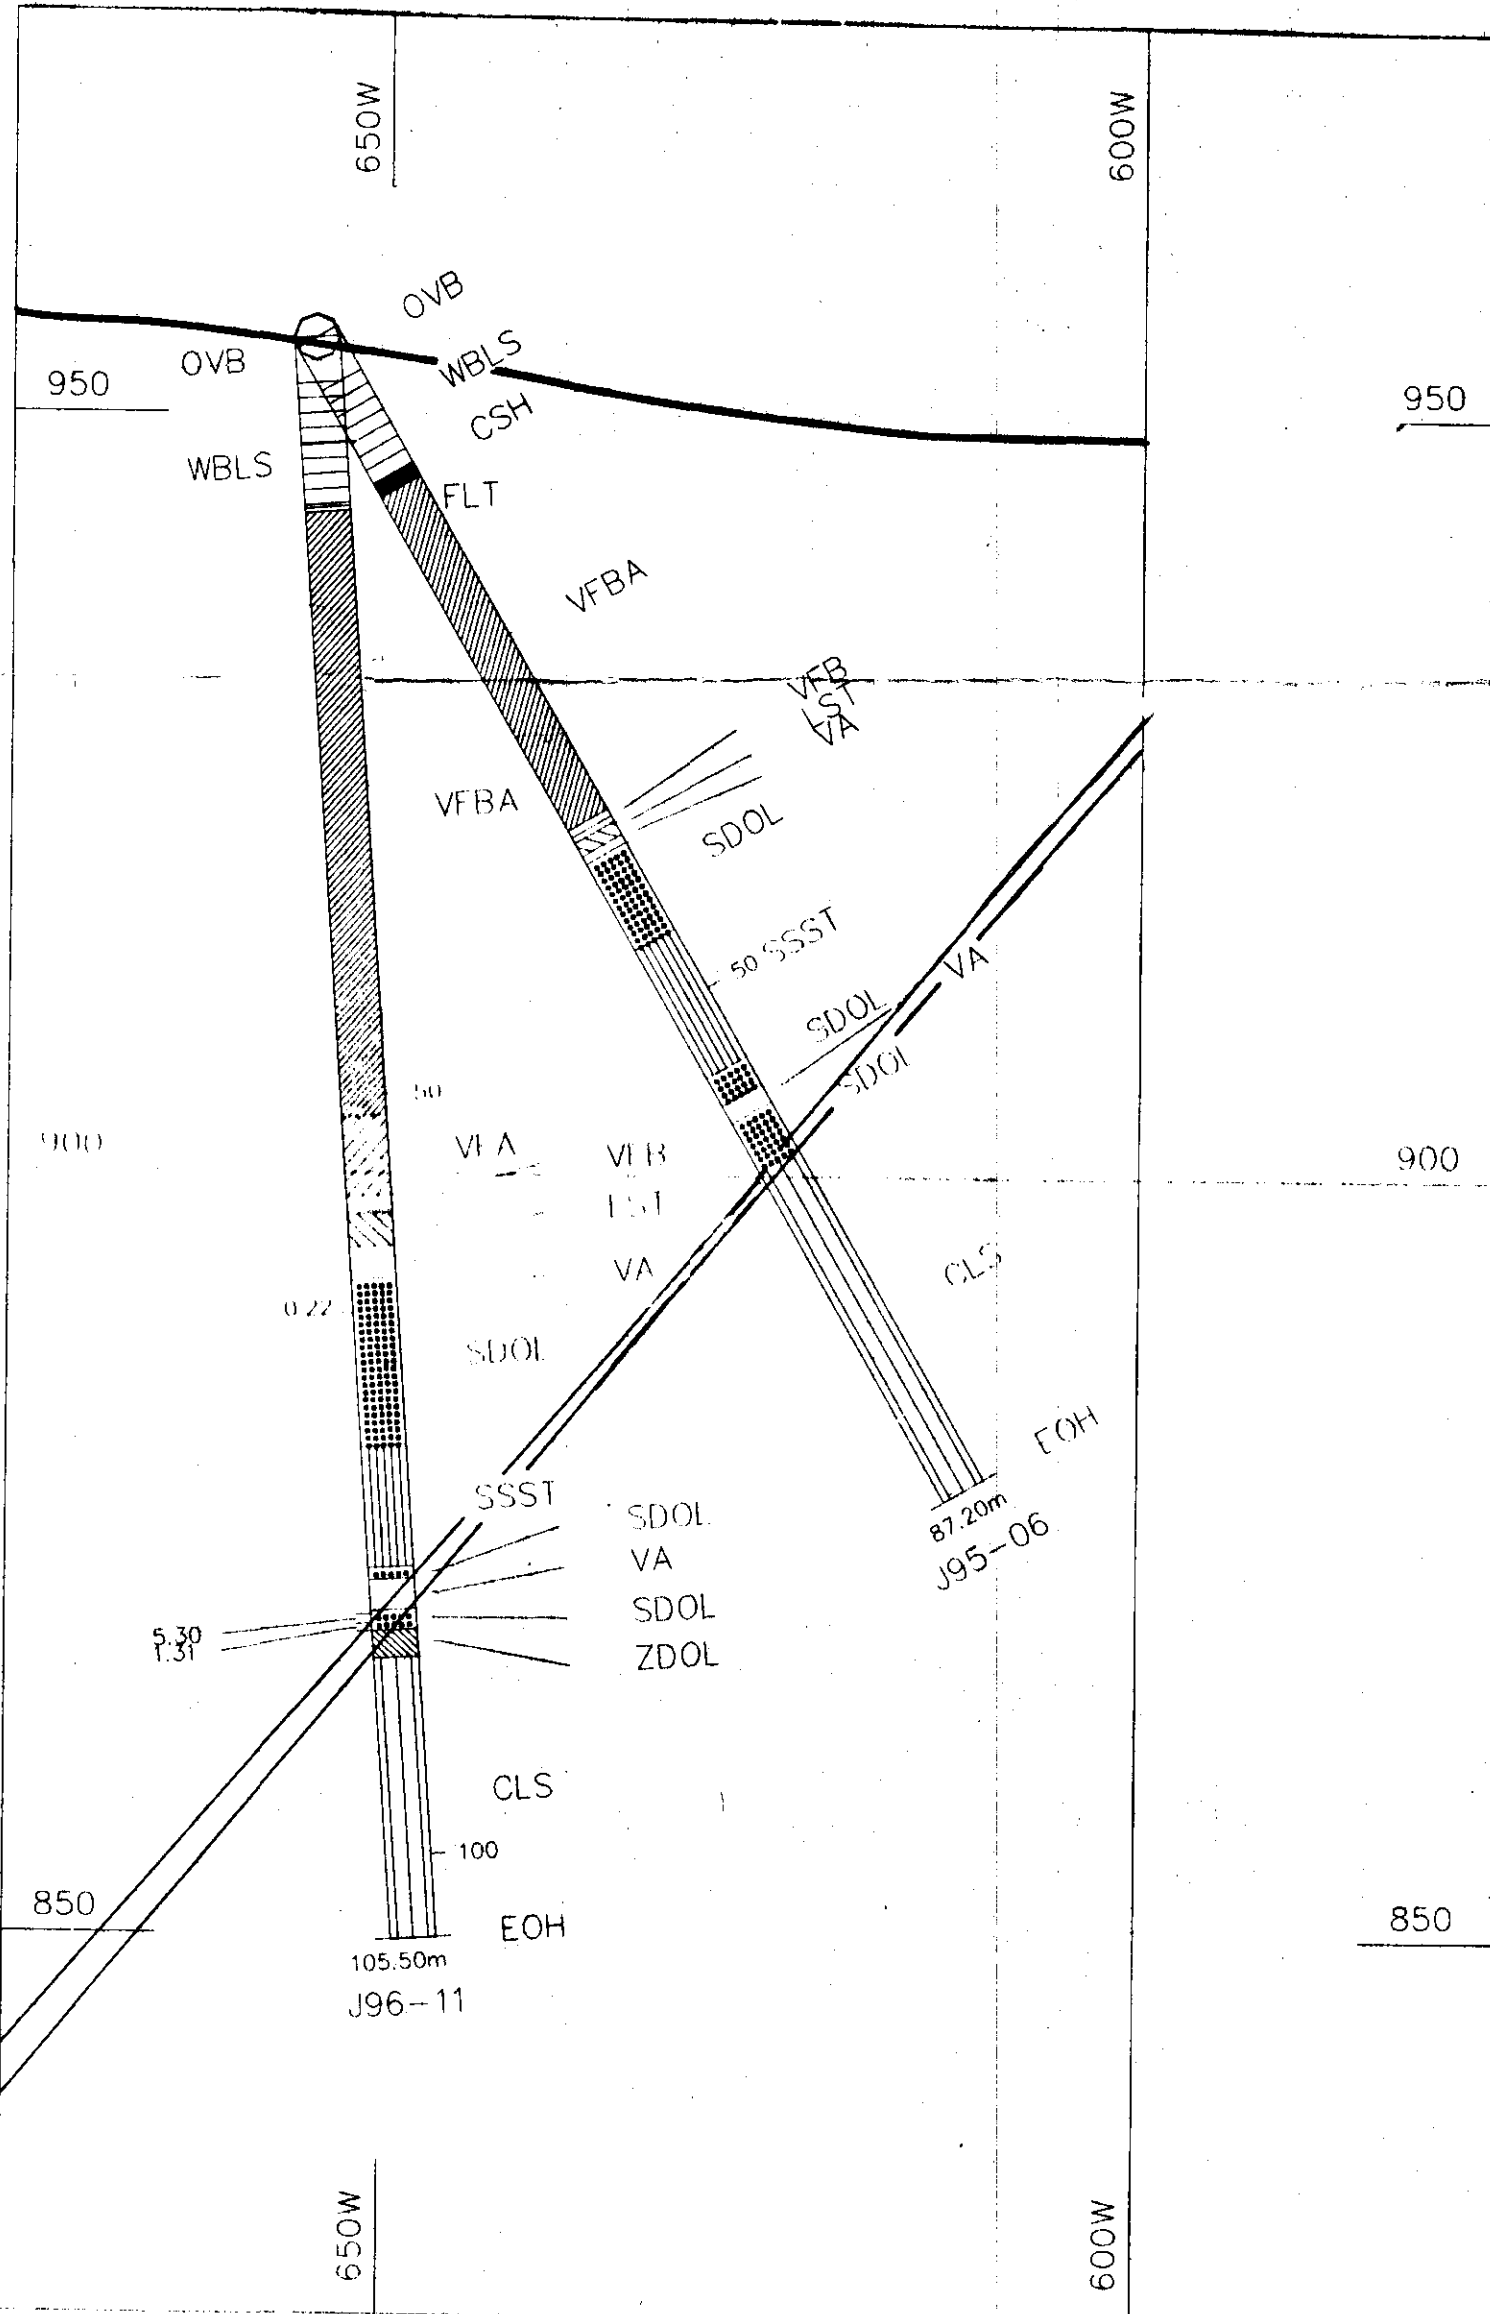 650W
600W
OVB
OVB
WBLS
950
950
CSH
WBLS
FLT
VFBA
VFB
LST
VA
VFBA
SDOL
50 SSST
VA
SDOL
SDOL
50
900
VFA
VFB
900
LST
VA
CLS
0.22
SDOL
EOH
SSST
SDOL
87.20m
J95-06
VA
SDOL
5.30
1.31
ZDOL
CLS
100
850
850
EOH
105.50m
J96-11
650W
600W